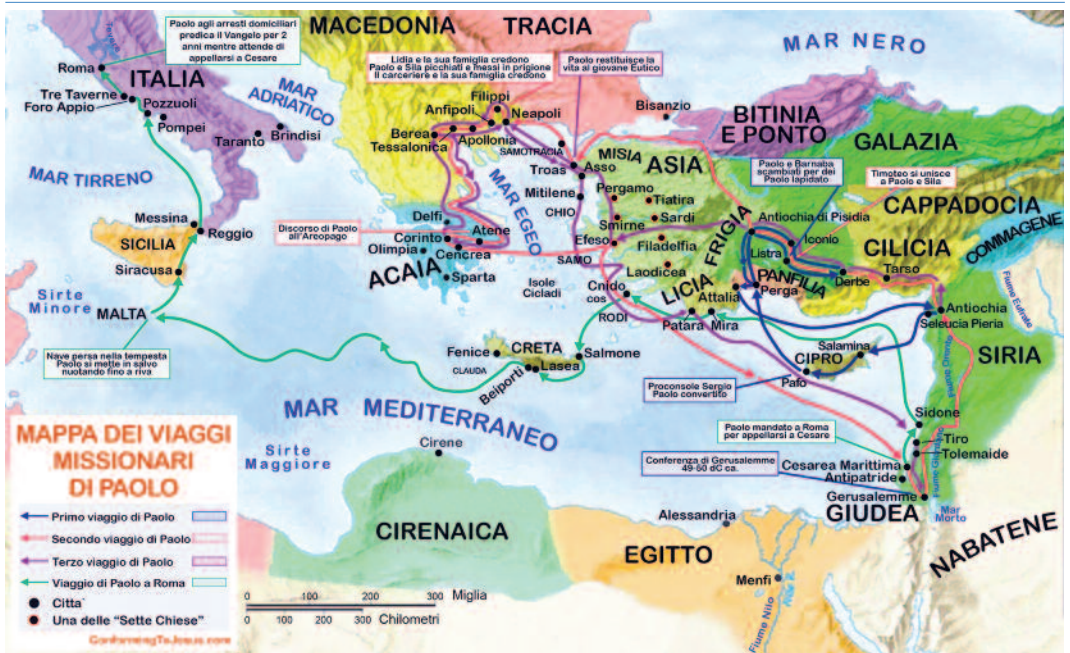 MACEDONIA
TRACIA
MAR NERO
Paolo agli arresti domiciliari
predica il Vangelo per 2
anni mentre attende di
appellarsi a Cesare
Lidia e la sua famiglia credono
Paolo e Sila picchiati e messi in prigione
Il carceriere e la sua famiglia credono
Paolo restituisce la
vita al giovane Eutico
Roma
ITALIA
Tre Taverne
Foro Appio
Pozzuoli
Pompei
MAR
ADRIATICO
Taranto
Brindisi
MAR TIRRENO
Filippi
Anfipoli
Neapoli
Berea
Apollonia
Tessalonica
SAMOTRACIA
Bisanzio
BITINIA
E PONTO
GALAZIA
MISIA
ASIA
Troas
Asso
Mitilene
Pergamo
Tiatira
CHIO
Smirne
Sardi
MAR EGEO
Efeso
Filadelfia
SAMO
Laodicea
FRIGIA
Paolo e Barnaba
scambiati per dei
Paolo lapidato
Timoteo si unisce
a Paolo e Sila
CAPPADOCIA
COMMAGENE
Antiochia di Pisidia
Iconio
Listra
CILICIA
Tarso
Derbe
PANFILIA
Perga
Attalia
LICIA
Messina
Reggio
SICILIA
Siracusa
Discorso di Paolo
all'Areopago
Delfi
Atene
Corinto
Olimpia
Cencrea
ACAIA
Sparta
Isole
Cicladi
Cnido
COS
RODI
Patara
Mira
Antiochia
Seleucia Pieria
Fiume Eufrate
Fiume Oronte
SIRIA
Salamina
CIPRO
Pafo
Sirte
Minore
MALTA
Nave persa nella tempesta
Paolo si mette in salvo
nuotando fino a riva
CRETA
Fenice
Salmone
CLAUDA
Lasea
Beiporti
Proconsole Sergio
Paolo convertito
MAR MEDITERRANEO
Sidone
Paolo mandato a Roma
per appellarsi a Cesare
Tiro
Tolemaide
Conferenza di Gerusalemme
49-50 dC ca.
Cesarea Marittima
Antipatride
Fiume Giordano
Gerusalemme
GIUDEA
Mar
Morto
NABATENE
Sirte
Maggiore
Cirene
CIRENAICA
Alessandria
EGITTO
Menfi
Fiume Nilo
MAPPA DEI VIAGGI
MISSIONARI
DI PAOLO
Primo viaggio di Paolo
Secondo viaggio di Paolo
Terzo viaggio di Paolo
Viaggio di Paolo a Roma
Citta`
Una delle “Sette Chiese”
ConformingToJesus.com
0 100 200 300 Miglia
0 100 200 300 Chilometri